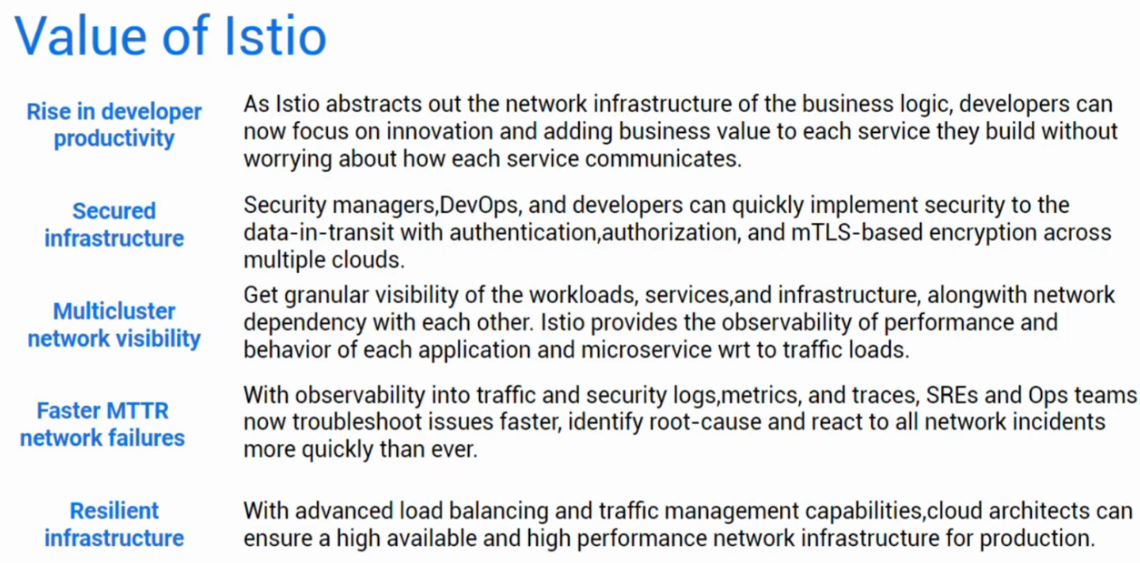 Value of Istio
Rise in developer
productivity
As Istio abstracts out the network infrastructure of the business logic, developers can
now focus on innovation and adding business value to each service they build without
worrying about how each service communicates.
Secured
infrastructure
Security managers,DevOps, and developers can quickly implement security to the
data-in-transit with authentication,authorization, and mTLS-based encryption across
multiple clouds.
Multicluster
network visibility
Get granular visibility of the workloads, services,and infrastructure, alongwith network
dependency with each other. Istio provides the observability of performance and
behavior of each application and microservice wrt to traffic loads.
Faster MTTR
network failures
With observability into traffic and security logs,metrics, and traces, SREs and Ops teams
now troubleshoot issues faster, identify root-cause and react to all network incidents
more quickly than ever.
Resilient
infrastructure
With advanced load balancing and traffic management capabilities,cloud architects can
ensure a high available and high performance network infrastructure for production.